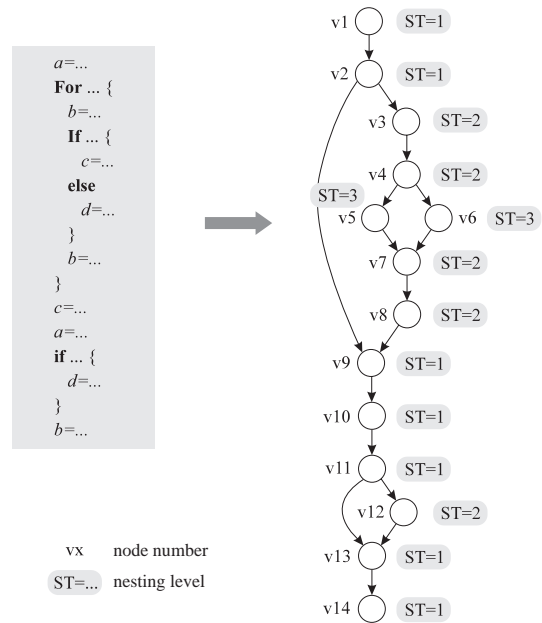 a=...
For ... {
b=...
If ... {
c=...
else
d=...
}
b=...
}
c=...
a=...
if ... {
d=...
}
b=...
vx node number
ST=... nesting level
v1 ST=1
v2 ST=1
v3 ST=2
v4 ST=2
ST=3
v5
v6 ST=3
v7 ST=2
v8 ST=2
v9 ST=1
v10 ST=1
v11 ST=1
v12 ST=2
v13 ST=1
v14 ST=1